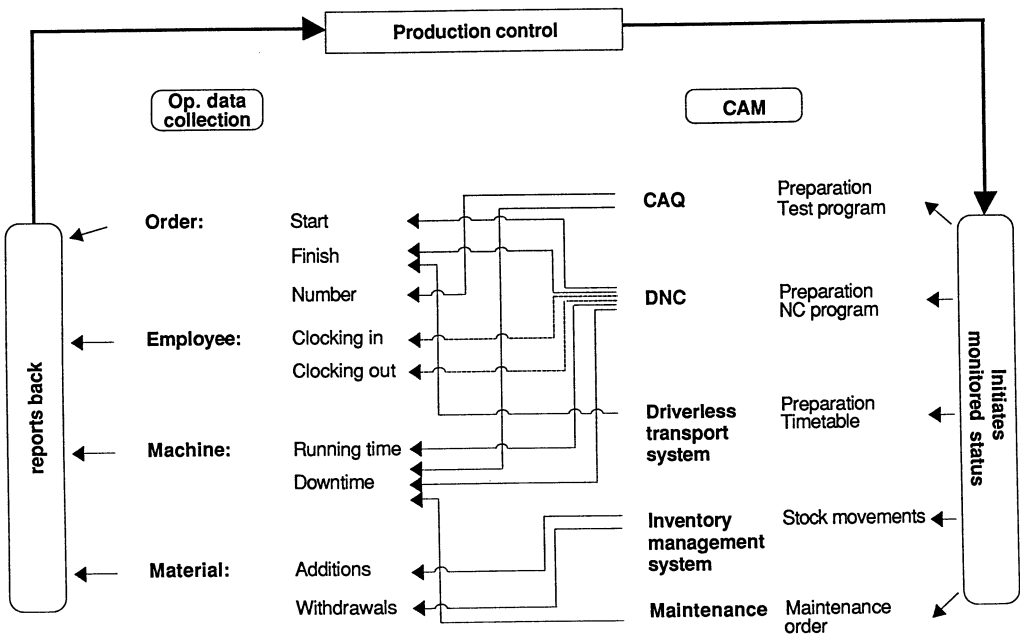 Production control
Op. data
collection
CAM
reports back
Order:
Start
Finish
Number
Employee:
Clocking in
Clocking out
Machine:
Running time
Downtime
Material:
Additions
Withdrawals
CAQ
Preparation
Test program
DNC
Preparation
NC program
Driverless
transport
system
Preparation
Timetable
Inventory
management
system
Stock movements
Maintenance
Maintenance
order
Initiates
monitored status